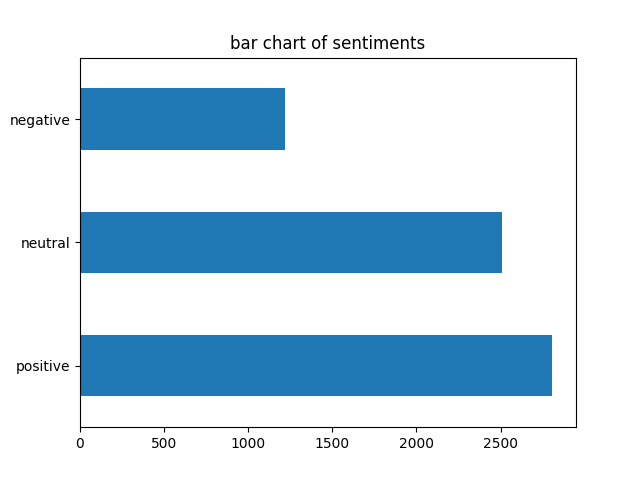 bar chart of sentiments
negative
neutral
positive
0 500 1000 1500 2000 2500